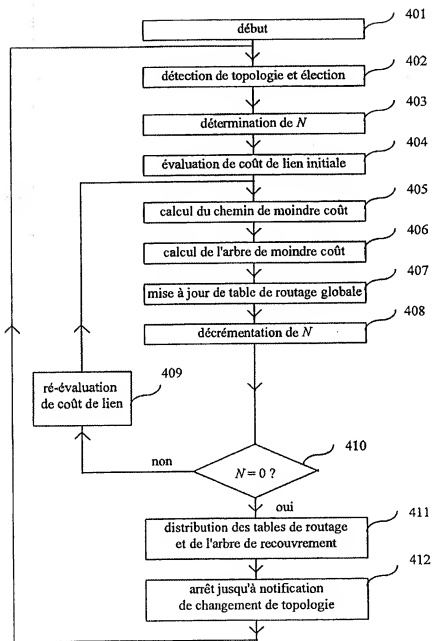 401
début
402
détection de topologie et élection
403
détermination de N
404
évaluation de coût de lien initiale
405
calcul du chemin de moindre coût
406
calcul de l'arbre de moindre coût
407
mise à jour de table de routage globale
408
décrémentation de N
409
ré-évaluation
de coût de lien
410
non
N = 0 ?
oui
411
distribution des tables de routage
et de l'arbre de recouvrement
412
arrêt jusqu'à notification
de changement de topologie